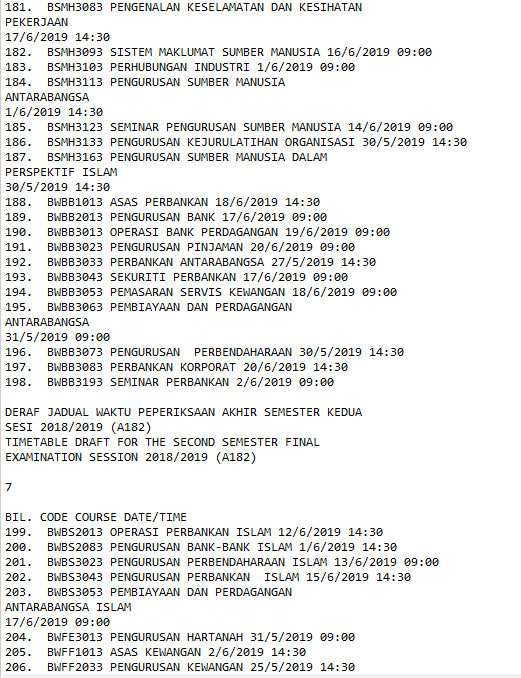 181.  BSMH3083 PENGENALAN KESELAMATAN DAN KESIHATAN
PEKERJAAN
17/6/2019 14:30
182.  BSMH3093 SISTEM MAKLUMAT SUMBER MANUSIA 16/6/2019 09:00
183.  BSMH3103 PERHUBUNGAN INDUSTRI 1/6/2019 09:00
184.  BSMH3113 PENGURUSAN SUMBER MANUSIA
ANTARABANGSA
1/6/2019 14:30
185.  BSMH3123 SEMINAR PENGURUSAN SUMBER MANUSIA 14/6/2019 09:00
186.  BSMH3133 PENGURUSAN KEJURULATIHAN ORGANISASI 30/5/2019 14:30
187.  BSMH3163 PENGURUSAN SUMBER MANUSIA DALAM
PERSPEKTIF ISLAM
30/5/2019 14:30
188.  BWBB1013 ASAS PERBANKAN 18/6/2019 14:30
189.  BWBB2013 PENGURUSAN BANK 17/6/2019 09:00
190.  BWBB3013 OPERASI BANK PERDAGANGAN 19/6/2019 09:00
191.  BWBB3023 PENGURUSAN PINJAMAN 20/6/2019 09:00
192.  BWBB3033 PERBANKAN ANTARABANGSA 27/5/2019 14:30
193.  BWBB3043 SEKURITI PERBANKAN 17/6/2019 09:00
194.  BWBB3053 PEMASARAN SERVIS KEWANGAN 18/6/2019 09:00
195.  BWBB3063 PEMBIAYAAN DAN PERDAGANGAN
ANTARABANGSA
31/5/2019 09:00
196.  BWBB3073 PENGURUSAN  PERBENDAHARAAN 30/5/2019 14:30
197.  BWBB3083 PERBANKAN KORPORAT 20/6/2019 14:30
198.  BWBB3193 SEMINAR PERBANKAN 2/6/2019 09:00
DERAF JADUAL WAKTU PEPERIKSAAN AKHIR SEMESTER KEDUA
SESI 2018/2019 (A182)
TIMETABLE DRAFT FOR THE SECOND SEMESTER FINAL
EXAMINATION SESSION 2018/2019 (A182)
7
BIL. CODE COURSE DATE/TIME
199.  BWBS2013 OPERASI PERBANKAN ISLAM 12/6/2019 14:30
200.  BWBS2083 PENGURUSAN BANK-BANK ISLAM 1/6/2019 14:30
201.  BWBS3023 PENGURUSAN PERBENDAHARAAN ISLAM 13/6/2019 09:00
202.  BWBS3043 PENGURUSAN PERBANKAN  ISLAM 15/6/2019 14:30
203.  BWBS3053 PEMBIAYAAN DAN PERDAGANGAN
ANTARABANGSA ISLAM
17/6/2019 09:00
204.  BWFE3013 PENGURUSAN HARTANAH 31/5/2019 09:00
205.  BWFF1013 ASAS KEWANGAN 2/6/2019 14:30
206.  BWFF2033 PENGURUSAN KEWANGAN 25/5/2019 14:30